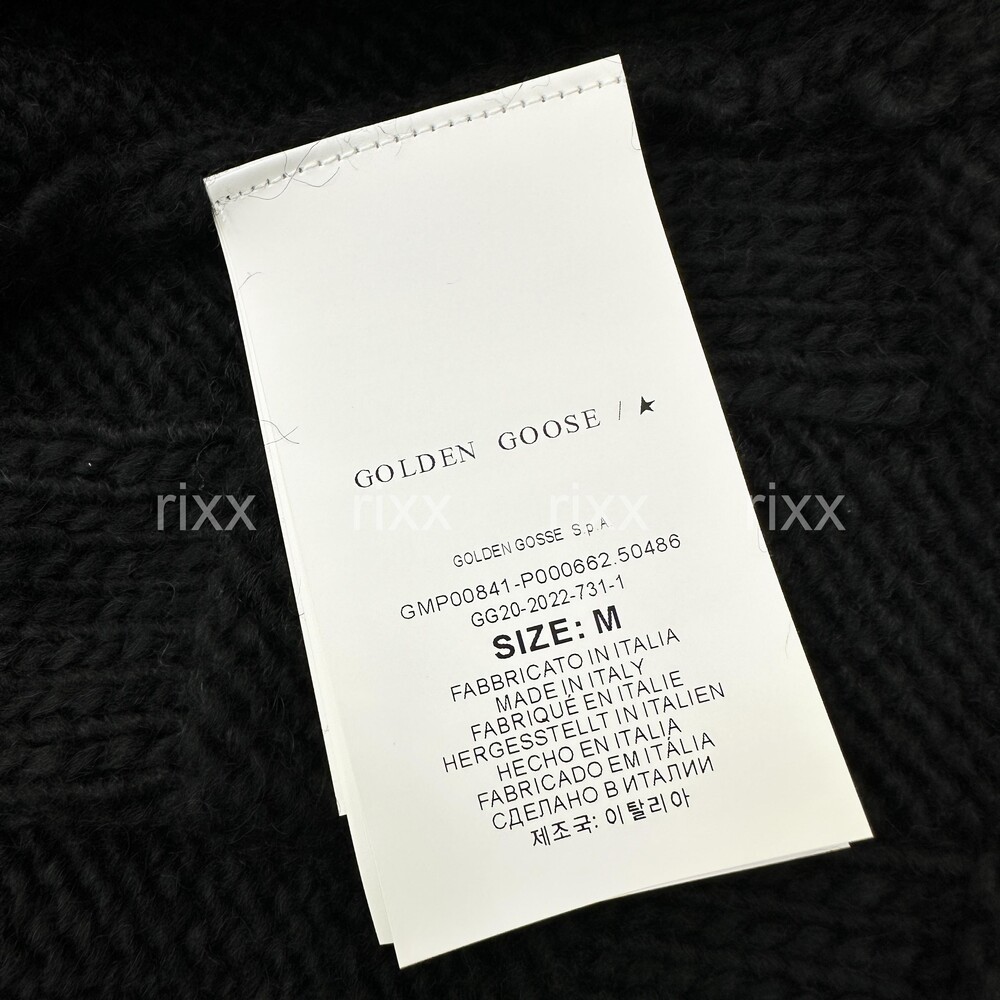 GOLDEN GOOSE / ★
rixx rixx rixx rixx
GOLDEN GOSSE S.p.A
GMP00841-P000662.50486
GG20-2022-731-1
SIZE: M
FABBRICATO IN ITALIA
MADE IN ITALY
FABRIQUÉ EN ITALIE
HERGESSTELLT IN ITALIEN
HECHO EN ITALIA
FABRICADO EM ITÁLIA
СДЕЛАНО В ИТАЛИИ
제조국: 이탈리아